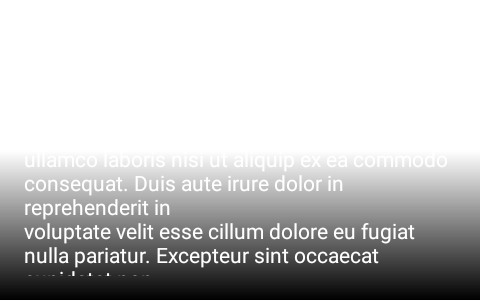 ullamco laboris nisi ut aliquip ex ea commodo
consequat. Duis aute irure dolor in
reprehenderit in
voluptate velit esse cillum dolore eu fugiat
nulla pariatur. Excepteur sint occaecat